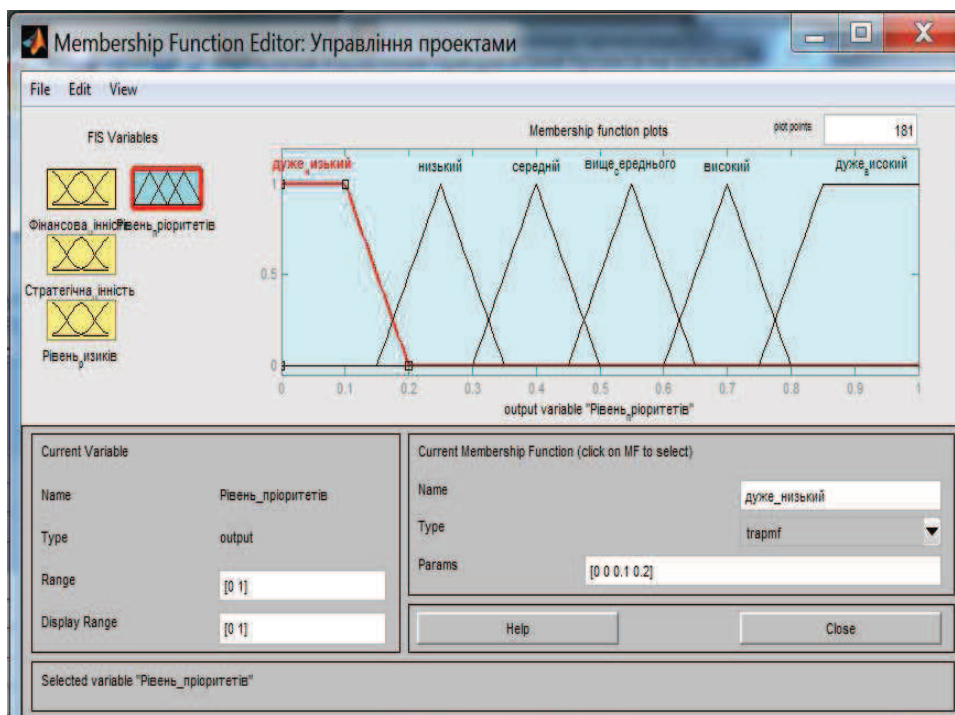 Membership Function Editor: Управління проектами
File Edit View
FIS Variables
Membership function plots
plot points
181
дуже_низький
низький
середній
вище_середнього
високий
дуже_високий
Фінансова_цінність
Рівень_пріоритетів
Стратегічна_цінність
Рівень_ризиків
1
0.5
0
0 0.1 0.2 0.3 0.4 0.5 0.6 0.7 0.8 0.9 1
output variable "Рівень_пріоритетів"
Current Variable
Name Рівень_пріоритетів
Type output
Range [0 1]
Display Range [0 1]
Current Membership Function (click on MF to select)
Name дуже_низький
Type trapmf
Params [0 0 0.1 0.2]
Help Close
Selected variable "Рівень_пріоритетів"